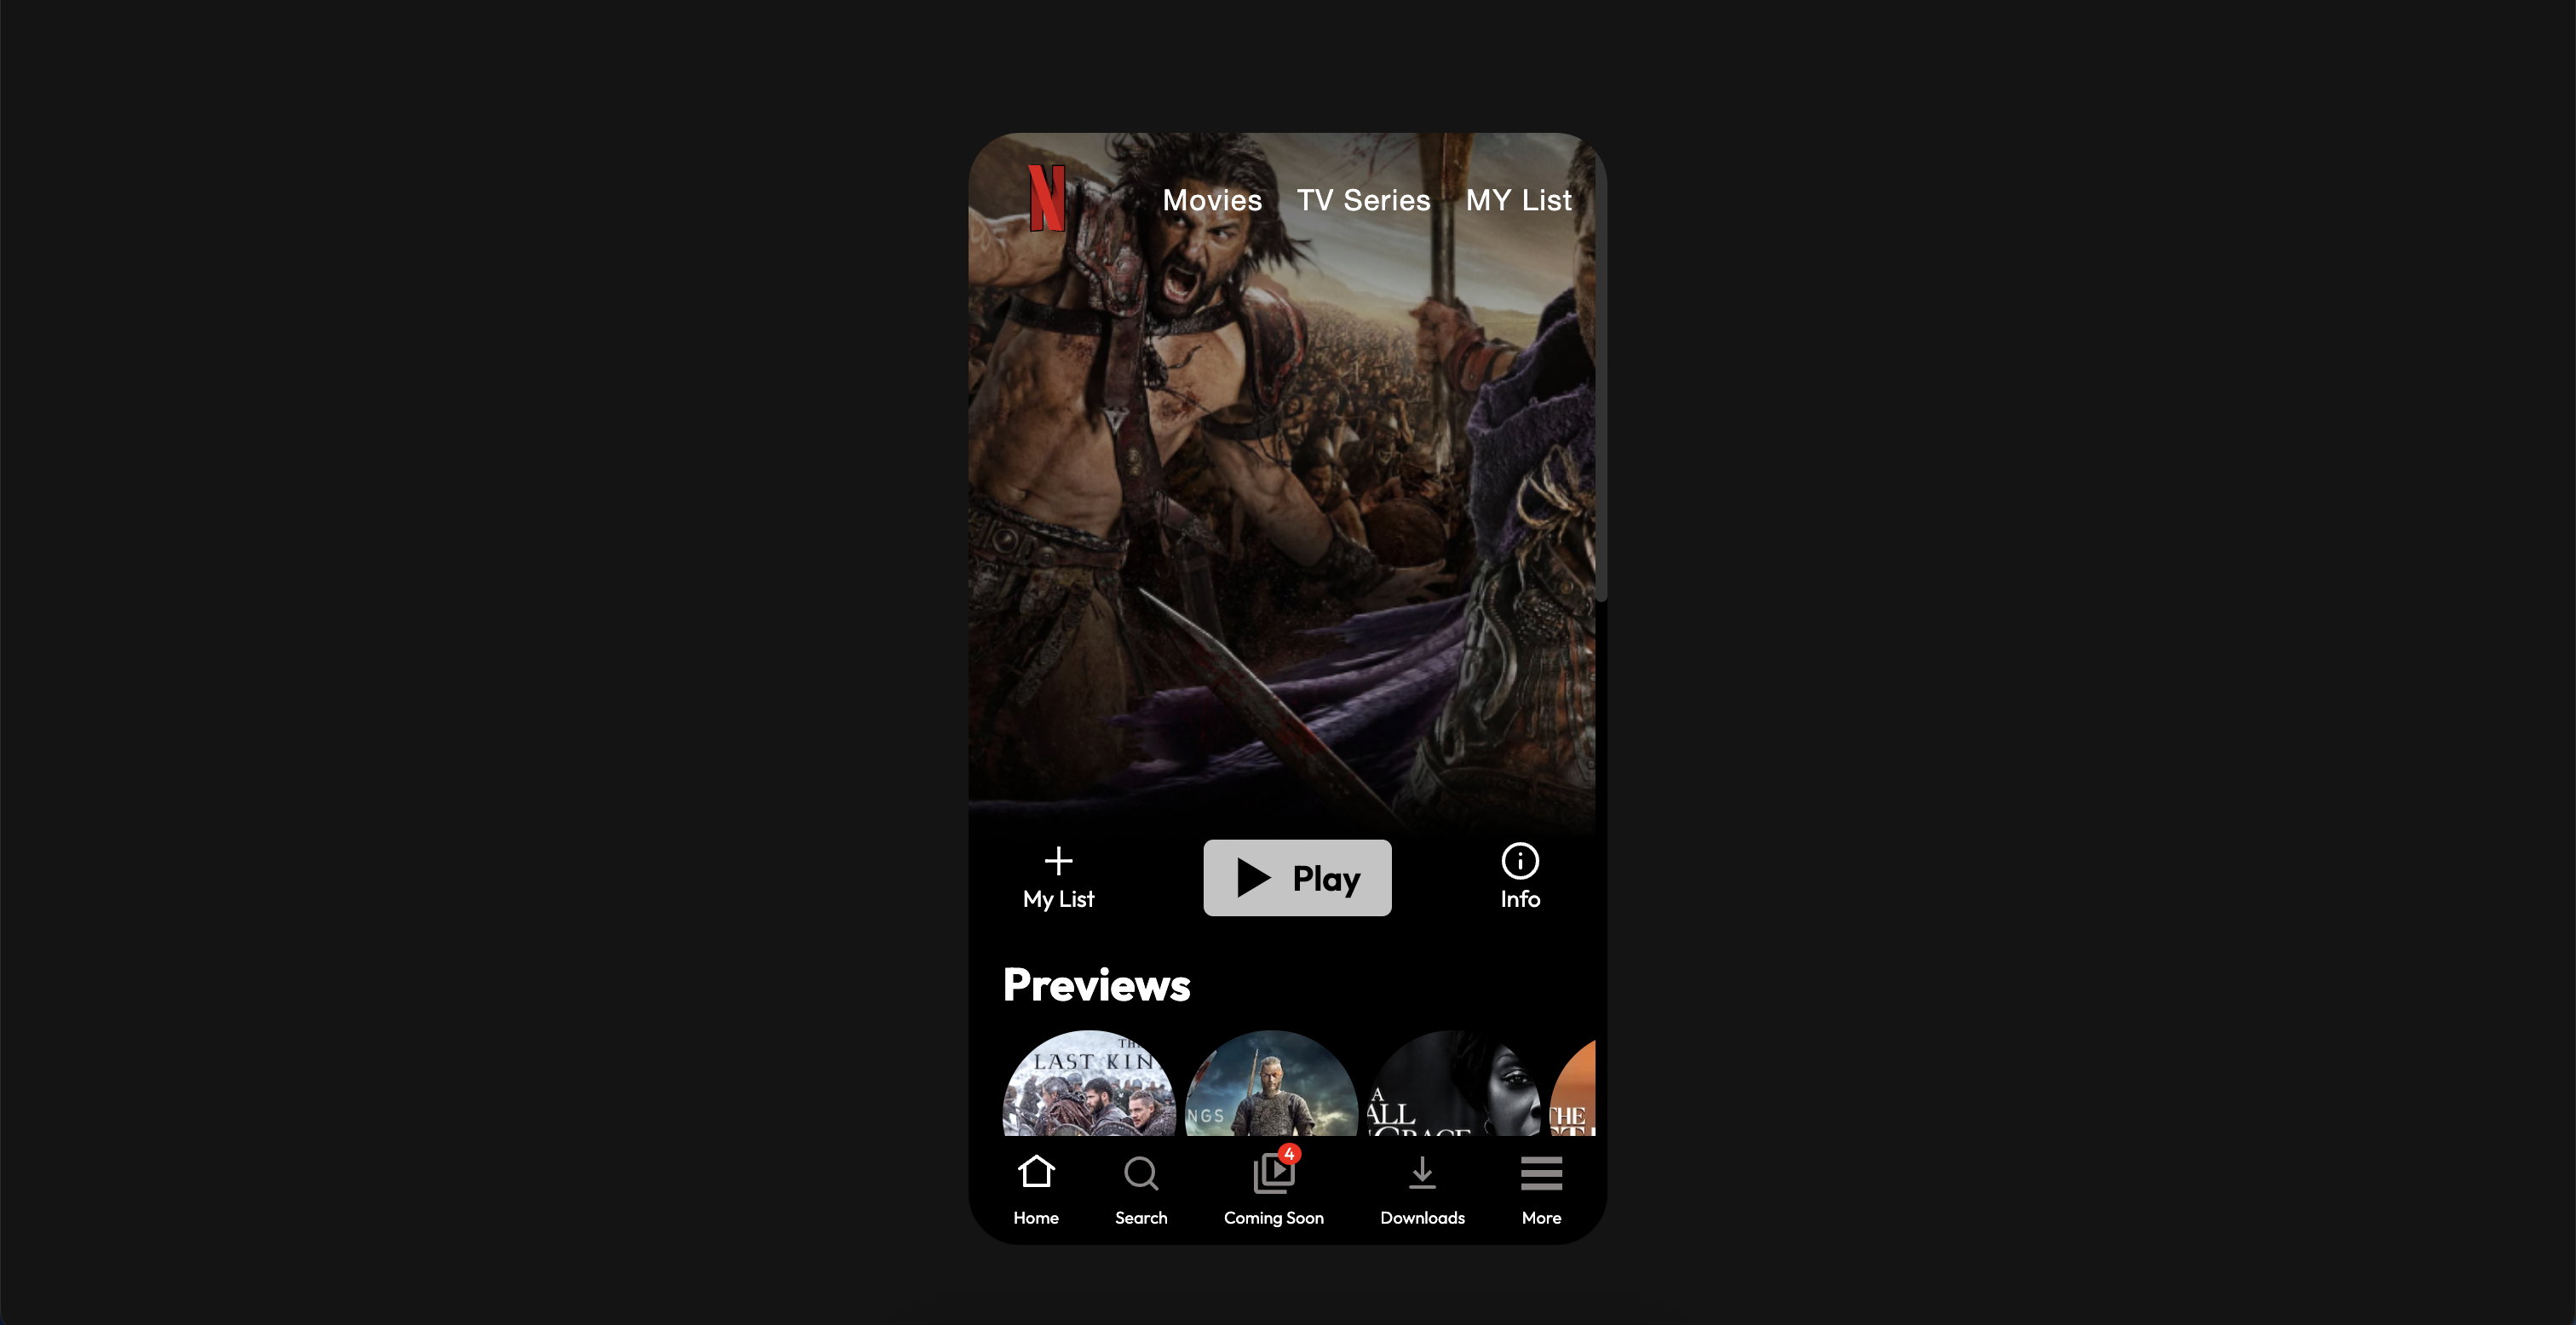 N
Movies TV Series MY List
Play
My List
Info
Previews
THE
LAST KIN
NGS
A
ALL
GRACE
THE
4
Home Search Coming Soon Downloads More